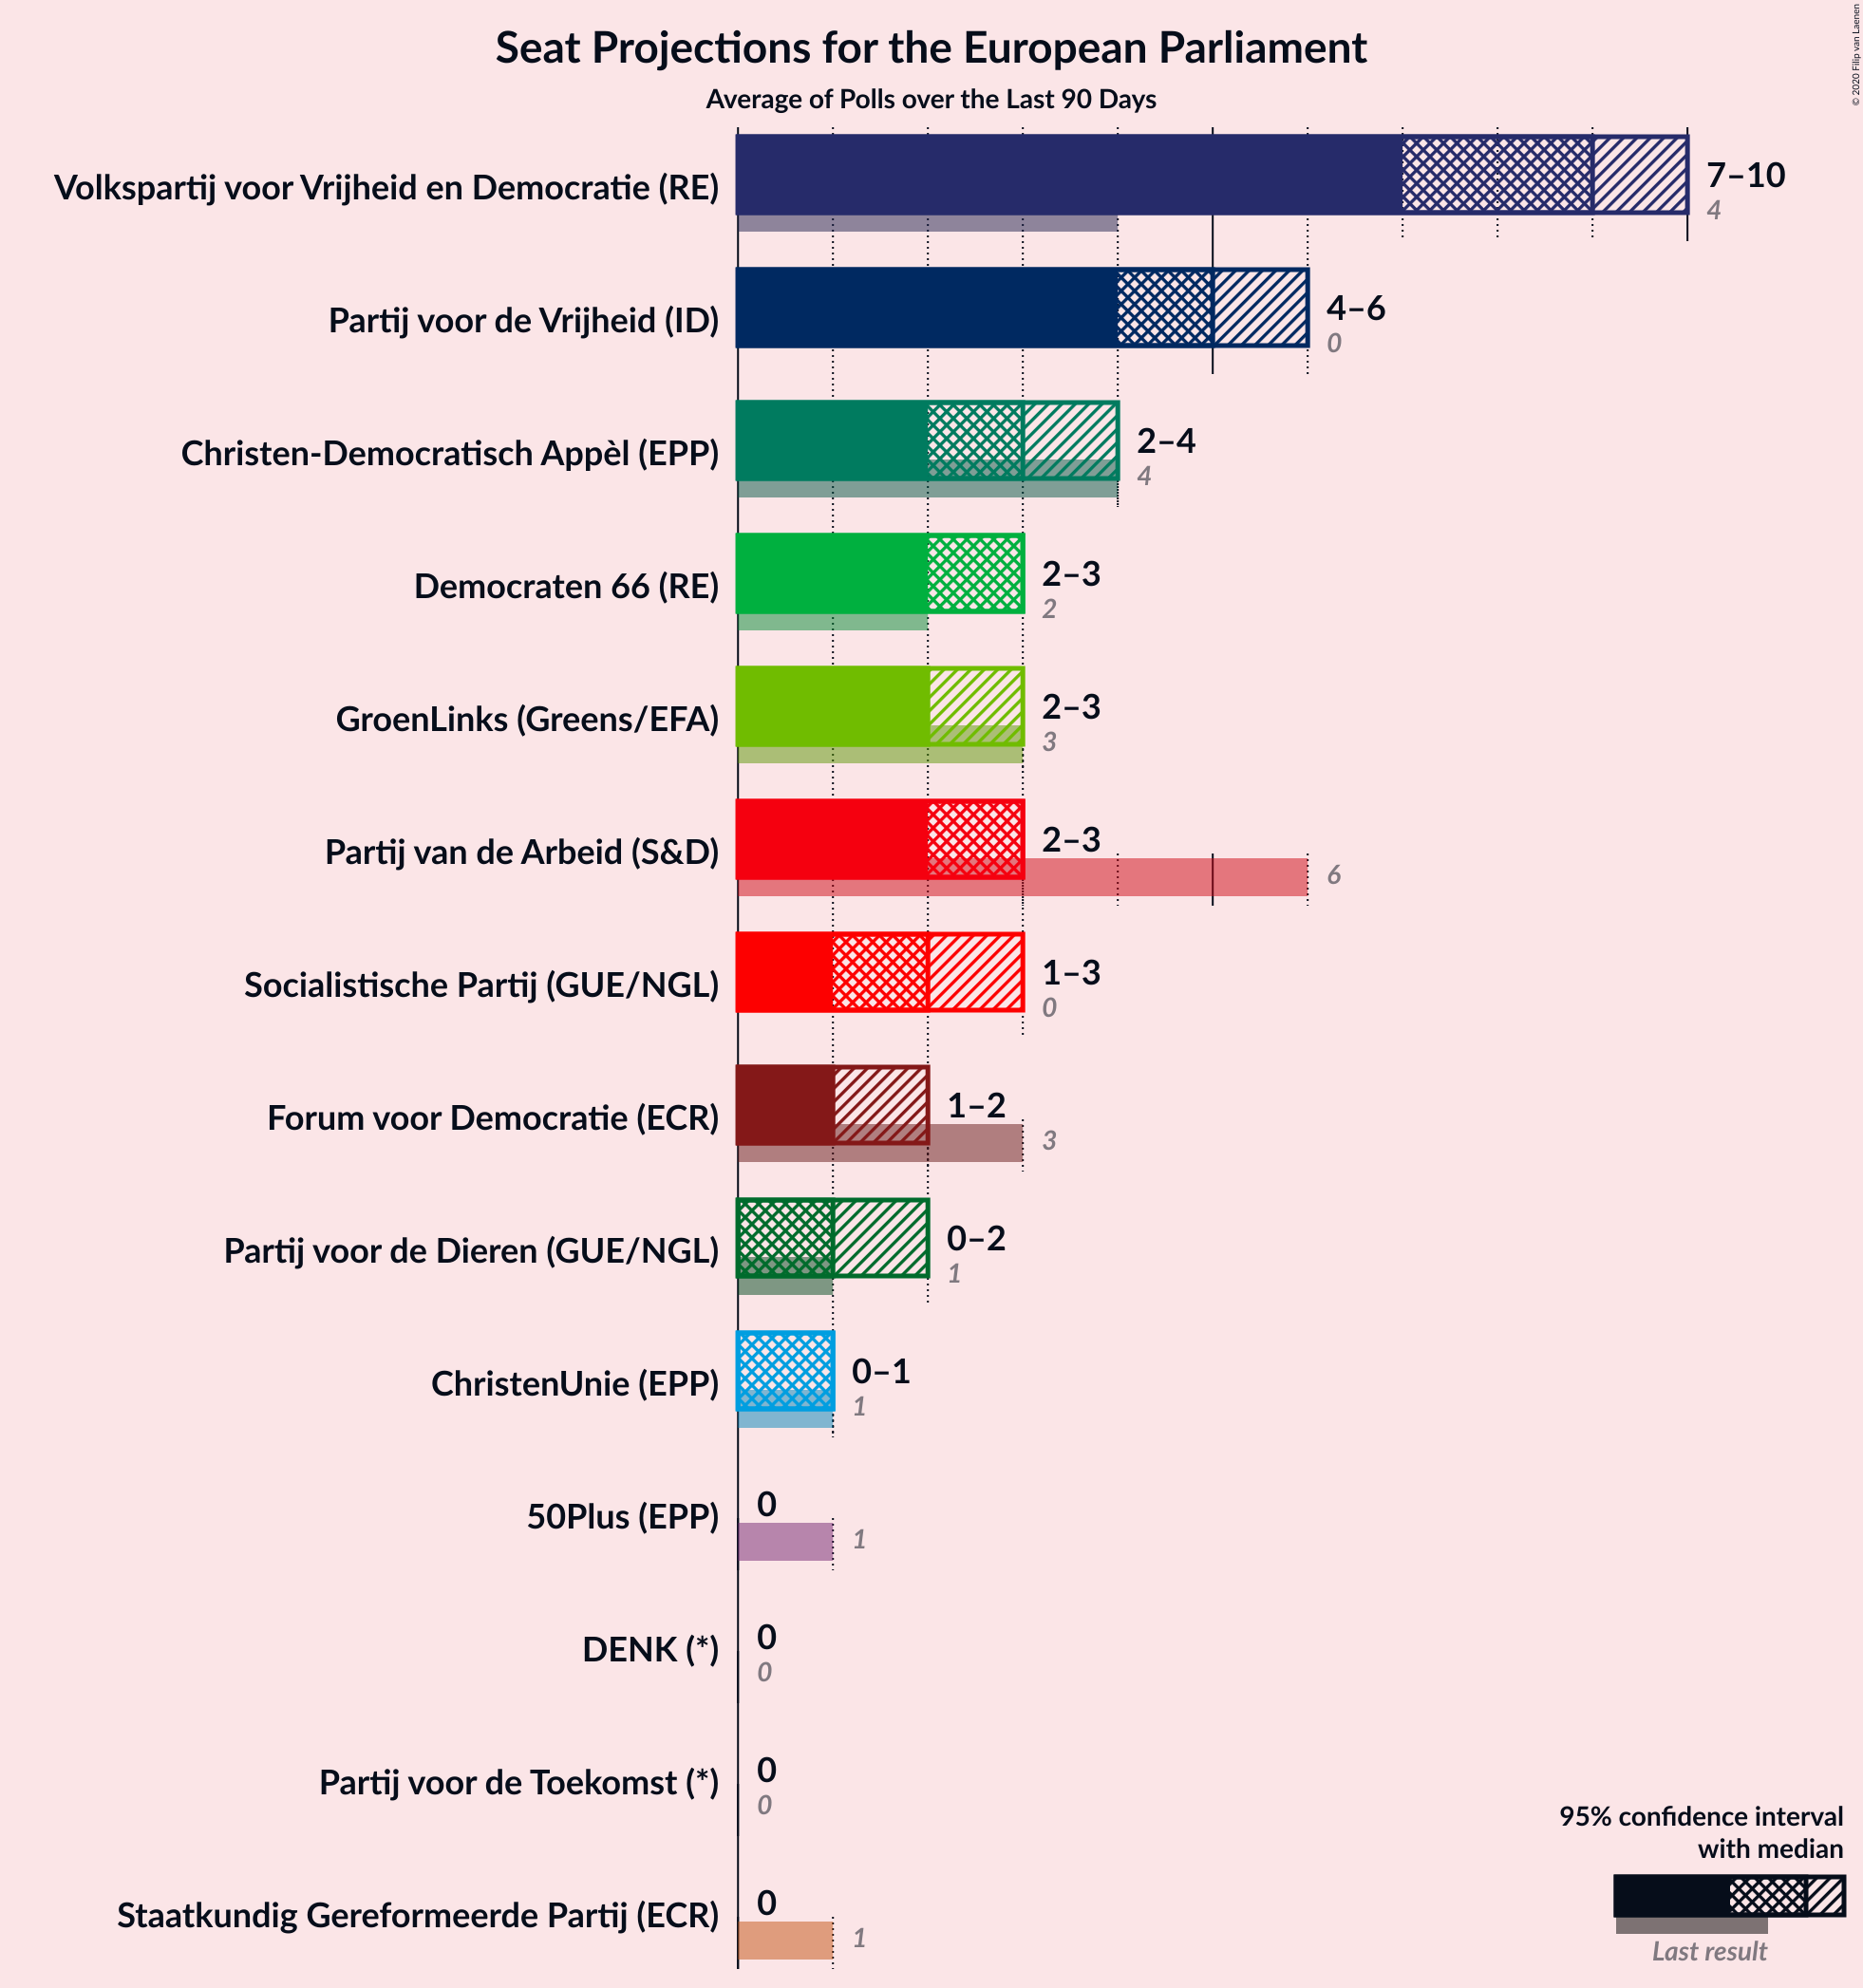 Seat Projections for the European Parliament
Average of Polls over the Last 90 Days
© 2020 Filip van Laenen
Volkspartij voor Vrijheid en Democratie (RE)
7–10
4
Partij voor de Vrijheid (ID)
4–6
0
Christen-Democratisch Appèl (EPP)
2–4
4
Democraten 66 (RE)
2–3
2
GroenLinks (Greens/EFA)
2–3
3
Partij van de Arbeid (S&D)
2–3
6
Socialistische Partij (GUE/NGL)
1–3
0
Forum voor Democratie (ECR)
1–2
3
Partij voor de Dieren (GUE/NGL)
0–2
1
ChristenUnie (EPP)
0–1
1
50Plus (EPP)
0
1
DENK (*)
0
0
Partij voor de Toekomst (*)
0
0
Staatkundig Gereformeerde Partij (ECR)
0
1
95% confidence interval
with median
Last result